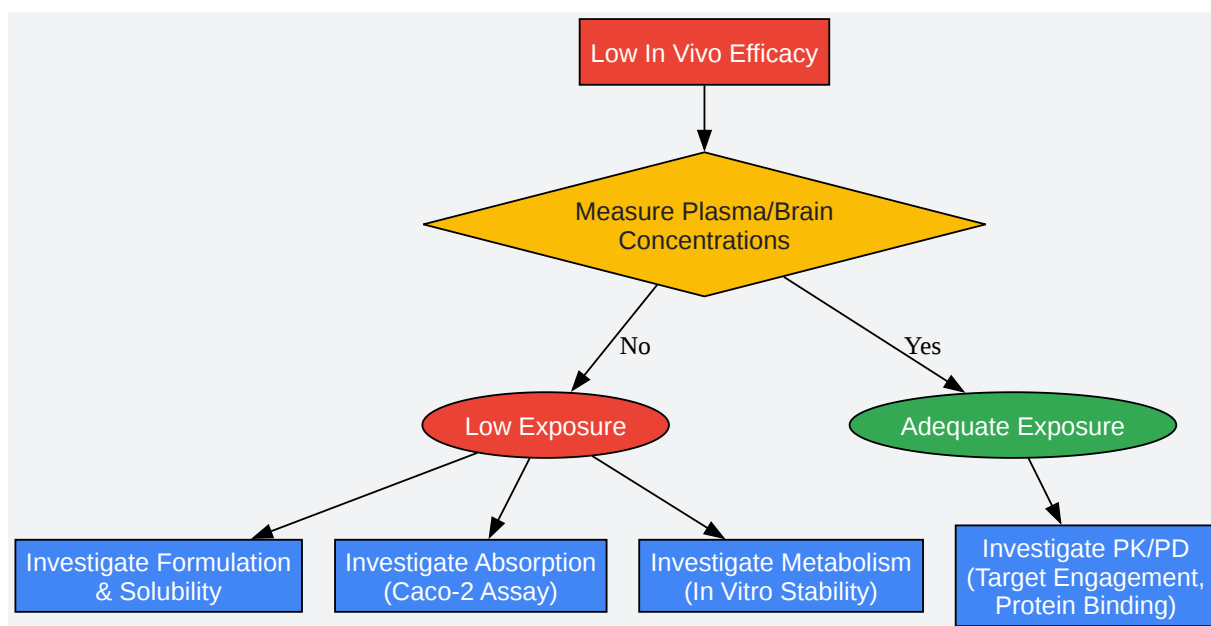 Low In Vivo Efficacy
Measure Plasma/Brain
Concentrations
No
Yes
Low Exposure
Adequate Exposure
Investigate Formulation
& Solubility
Investigate Absorption
(Caco-2 Assay)
Investigate Metabolism
(In Vitro Stability)
Investigate PK/PD
(Target Engagement,
Protein Binding)